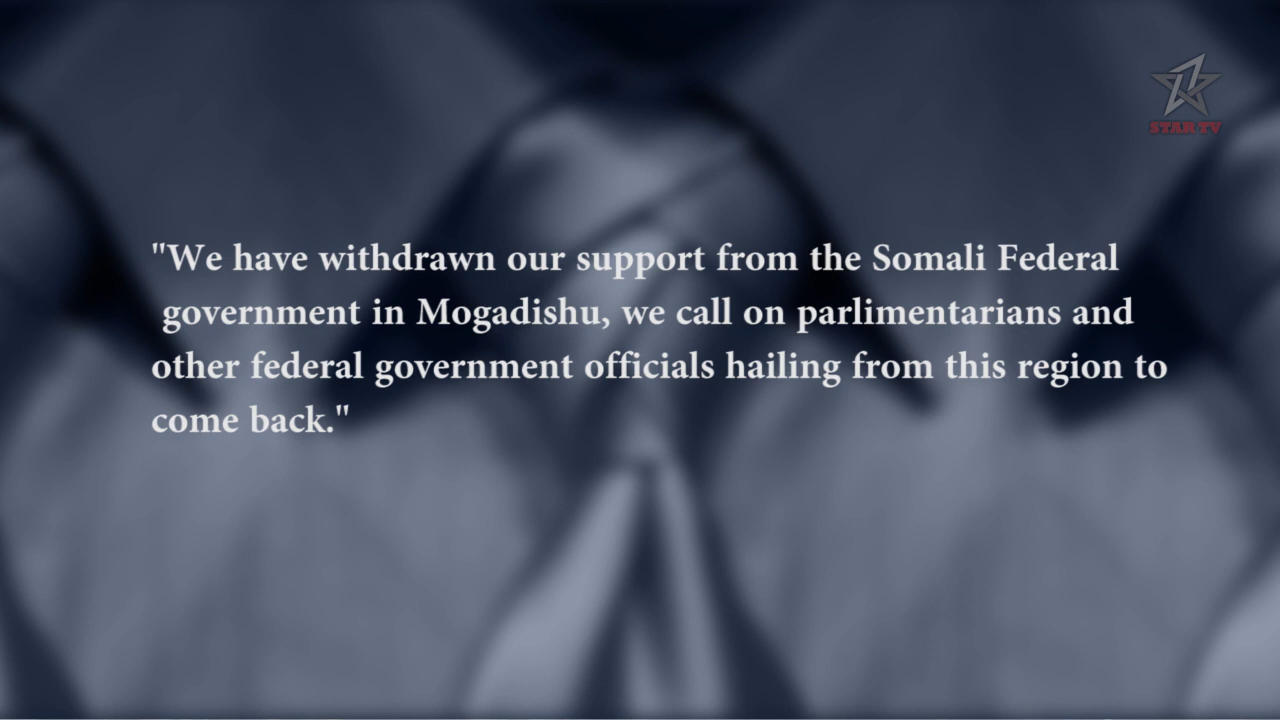 STAR TV
"We have withdrawn our support from the Somali Federal
government in Mogadishu, we call on parlimentarians and
other federal government officials hailing from this region to
come back."